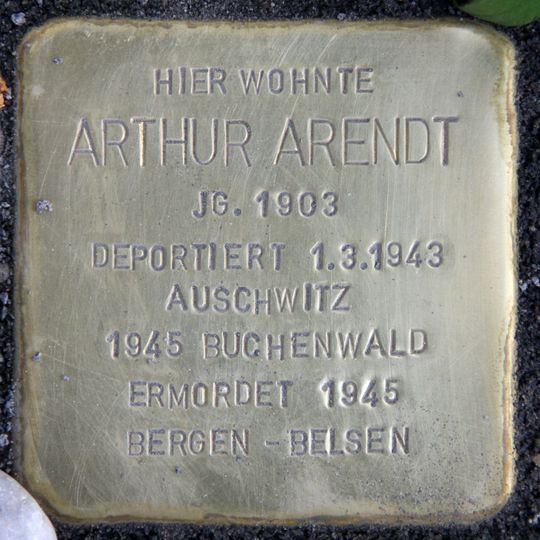 HIER WOHNTE
ARTHUR ARENDT
JG. 1903
DEPORTIERT 1.3.1943
AUSCHWITZ
1945 BUCHENWALD
ERMORDET 1945
BERGEN-BELSEN